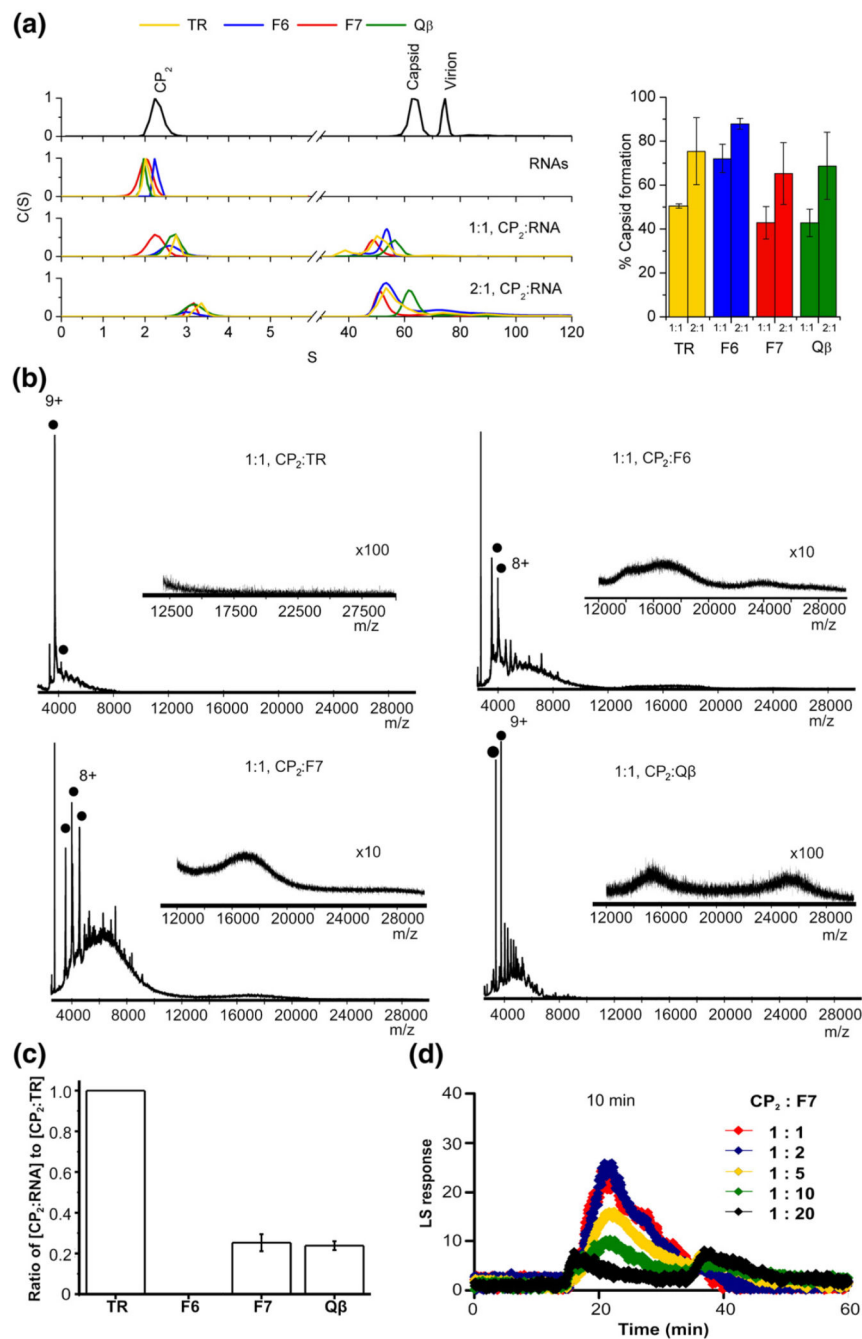 (a)
TR F6 F7 Qβ
CP₂ Capsid Virion
1
0
1
RNAs
0
1
1:1, CP₂:RNA
0
1
2:1, CP₂:RNA
0
0 1 2 3 4 5 40 60 80 100 120
C(S)
S
% Capsid formation
100
80
60
40
20
0
1:1 2:1 1:1 2:1 1:1 2:1 1:1 2:1
TR F6 F7 Qβ
(b)
9+
1:1, CP₂:TR
x100
12500 17500 22500 27500
m/z
4000 8000 12000 16000 20000 24000 28000
m/z
1:1, CP₂:F6
8+
x10
12000 16000 20000 24000 28000
m/z
4000 8000 12000 16000 20000 24000 28000
m/z
1:1, CP₂:F7
8+
x10
12000 16000 20000 24000 28000
m/z
4000 8000 12000 16000 20000 24000 28000
m/z
9+
1:1, CP₂:Qβ
x100
12000 16000 20000 24000 28000
m/z
4000 8000 12000 16000 20000 24000 28000
m/z
(c)
Ratio of [CP₂:RNA] to [CP₂:TR]
1.0
0.8
0.6
0.4
0.2
0
TR F6 F7 Qβ
(d)
LS response
40
30
20
10
0
10 min
CP₂ : F7
1 : 1
1 : 2
1 : 5
1 : 10
1 : 20
0 20 40 60
Time (min)